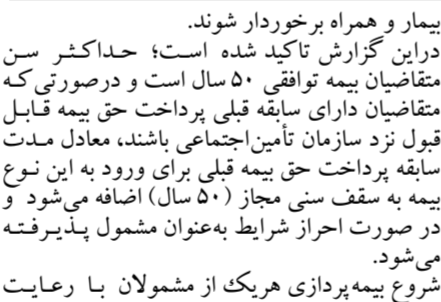 بیمار و همراه برخوردار شوند.
دراین گزارش تاکید شده است؛ حداکثر سن
متقاضیان بیمه توافقی ۵۰ سال است و درصورتی‌که
متقاضیان دارای سابقه قبلی پرداخت حق بیمه قابل
قبول نزد سازمان تأمین‌اجتماعی باشند، معادل مدت
سابقه پرداخت حق بیمه قبلی برای ورود به این نوع
بیمه به سقف سنی مجاز (۵۰ سال) اضافه می‌شود و
در صورت احراز شرایط به‌عنوان مشمول پذیرفته
می‌شود.
شروع بیمه‌پردازی هریک از مشمولان با رعایت